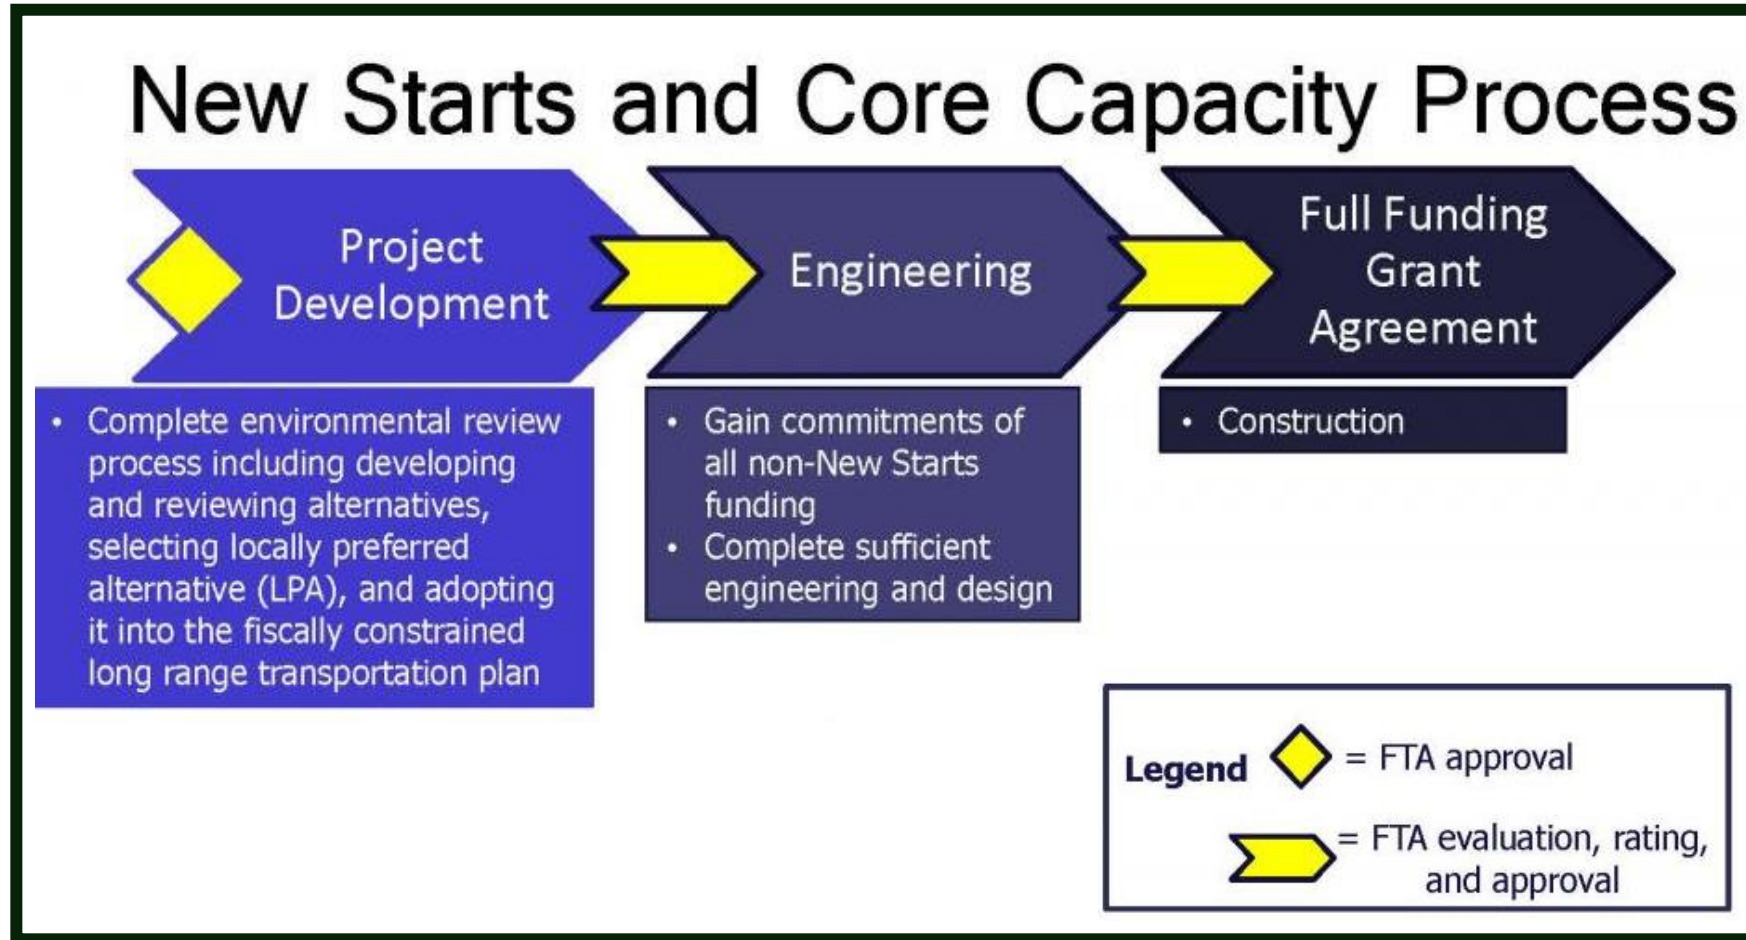 New Starts and Core Capacity Process
Project
Development
Engineering
Full Funding
Grant
Agreement
• Complete environmental review
process including developing
and reviewing alternatives,
selecting locally preferred
alternative (LPA), and adopting
it into the fiscally constrained
long range transportation plan
• Gain commitments of
all non-New Starts
funding
• Complete sufficient
engineering and design
• Construction
Legend
= FTA approval
= FTA evaluation, rating,
and approval